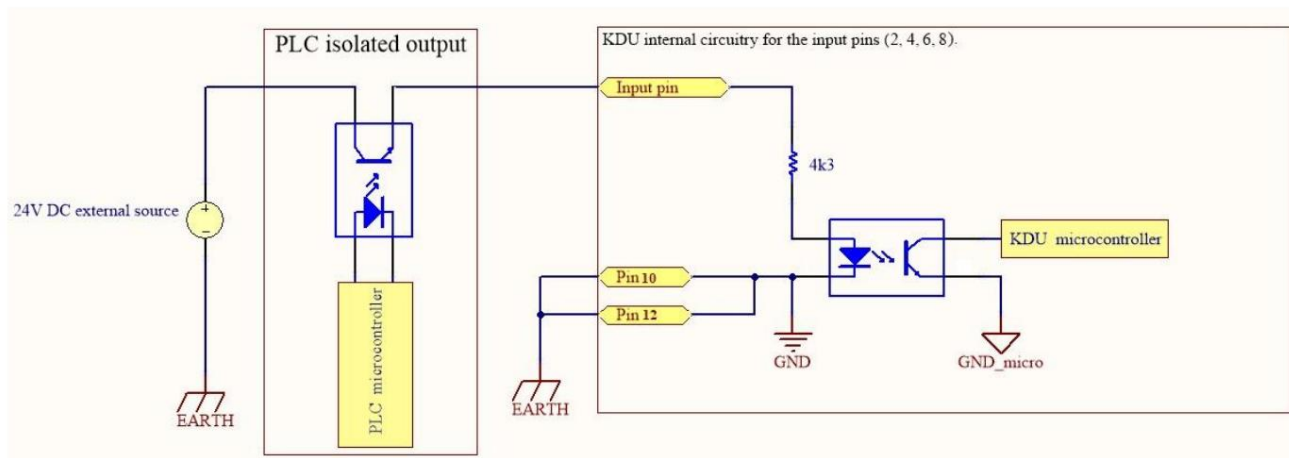 PLC isolated output
KDU internal circuitry for the input pins (2, 4, 6, 8).
Input pin
4k3
24V DC external source
+
−
KDU microcontroller
Pin 10
Pin 12
PLC microcontroller
GND
GND_micro
EARTH
EARTH